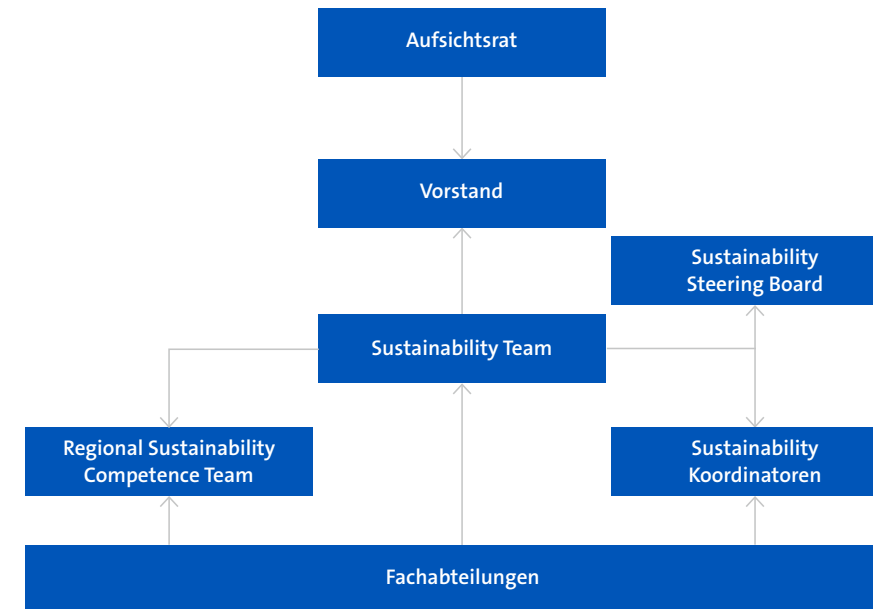 Aufsichtsrat
Vorstand
Sustainability
Steering Board
Sustainability Team
Regional Sustainability
Competence Team
Sustainability
Koordinatoren
Fachabteilungen